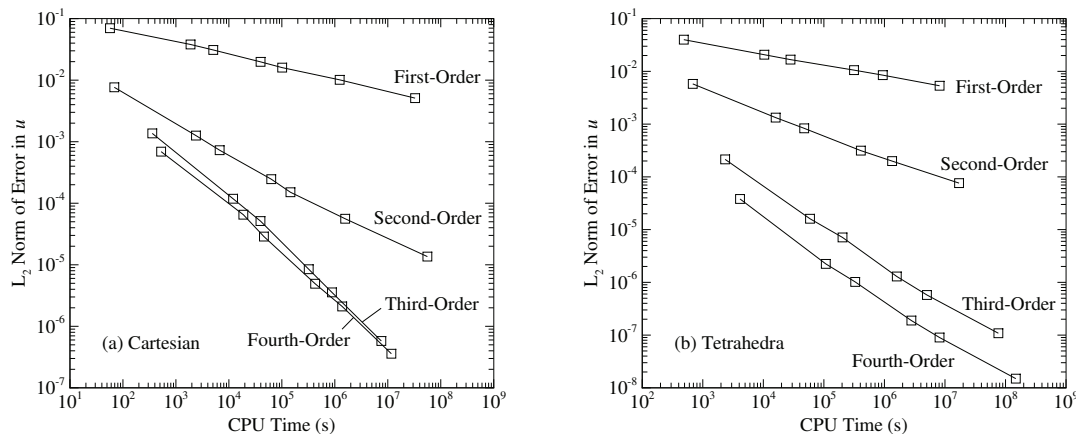 10⁻¹
10⁻²
10⁻³
10⁻⁴
10⁻⁵
10⁻⁶
10⁻⁷
L₂ Norm of Error in u
First-Order
Second-Order
Third-Order
Fourth-Order
(a) Cartesian
10¹ 10² 10³ 10⁴ 10⁵ 10⁶ 10⁷ 10⁸ 10⁹
CPU Time (s)
10⁻¹
10⁻²
10⁻³
10⁻⁴
10⁻⁵
10⁻⁶
10⁻⁷
10⁻⁸
L₂ Norm of Error in u
First-Order
Second-Order
Third-Order
Fourth-Order
(b) Tetrahedra
10² 10³ 10⁴ 10⁵ 10⁶ 10⁷ 10⁸ 10⁹
CPU Time (s)